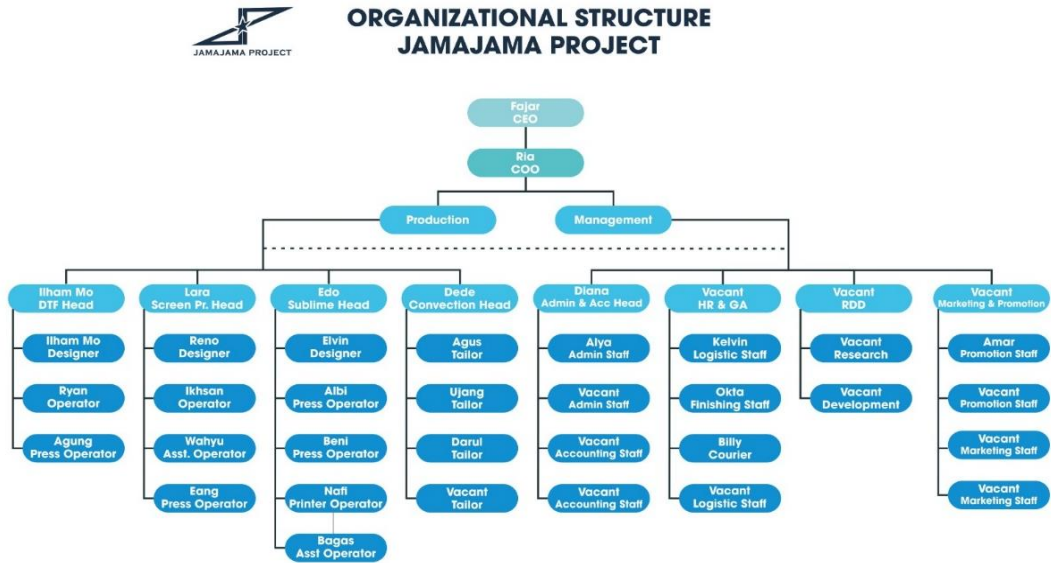 ORGANIZATIONAL STRUCTURE
JAMAJAMA PROJECT
JAMAJAMA PROJECT
Fajar
CEO
Ria
COO
Production
Management
Ilham Mo
DTF Head
Lara
Screen Pr. Head
Edo
Sublime Head
Dede
Convection Head
Diana
Admin & Acc Head
Vacant
HR & GA
Vacant
RDD
Vacant
Marketing & Promotion
Ilham Mo
Designer
Reno
Designer
Elvin
Designer
Agus
Tailor
Alya
Admin Staff
Kelvin
Logistic Staff
Vacant
Research
Amar
Promotion Staff
Ryan
Operator
Ikhsan
Operator
Albi
Press Operator
Ujang
Tailor
Vacant
Admin Staff
Okta
Finishing Staff
Vacant
Development
Vacant
Promotion Staff
Agung
Press Operator
Wahyu
Asst. Operator
Beni
Press Operator
Darul
Tailor
Vacant
Accounting Staff
Billy
Courier
Vacant
Marketing Staff
Eang
Press Operator
Nafi
Printer Operator
Vacant
Tailor
Vacant
Accounting Staff
Vacant
Logistic Staff
Vacant
Marketing Staff
Bagas
Asst Operator